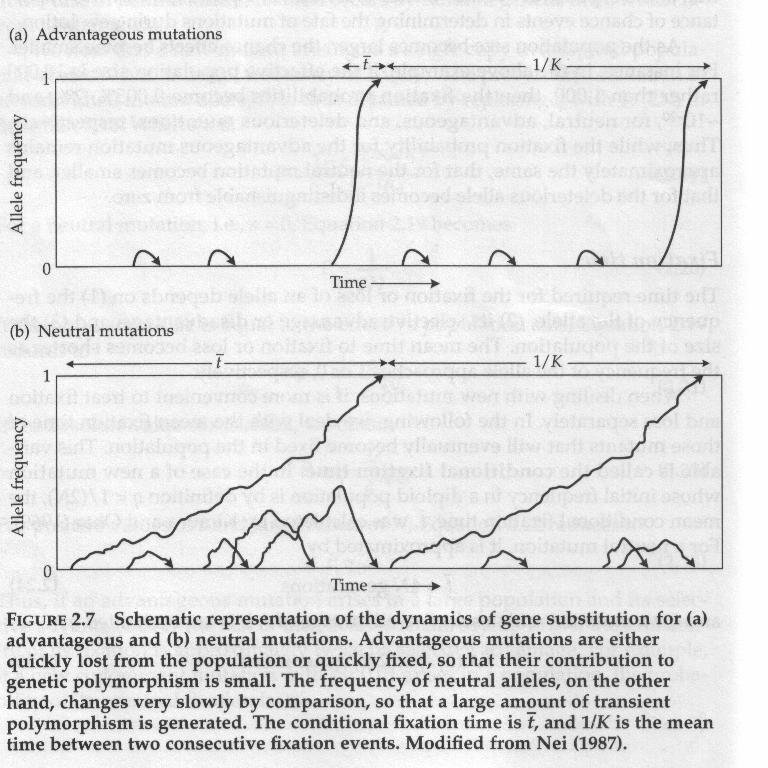 (a) Advantageous mutations
t̄
1/K
1
Allele frequency
0
Time
(b) Neutral mutations
t̄
1/K
1
Allele frequency
0
Time
FIGURE 2.7 Schematic representation of the dynamics of gene substitution for (a)
advantageous and (b) neutral mutations. Advantageous mutations are either
quickly lost from the population or quickly fixed, so that their contribution to
genetic polymorphism is small. The frequency of neutral alleles, on the other
hand, changes very slowly by comparison, so that a large amount of transient
polymorphism is generated. The conditional fixation time is t̄, and 1/K is the mean
time between two consecutive fixation events. Modified from Nei (1987).